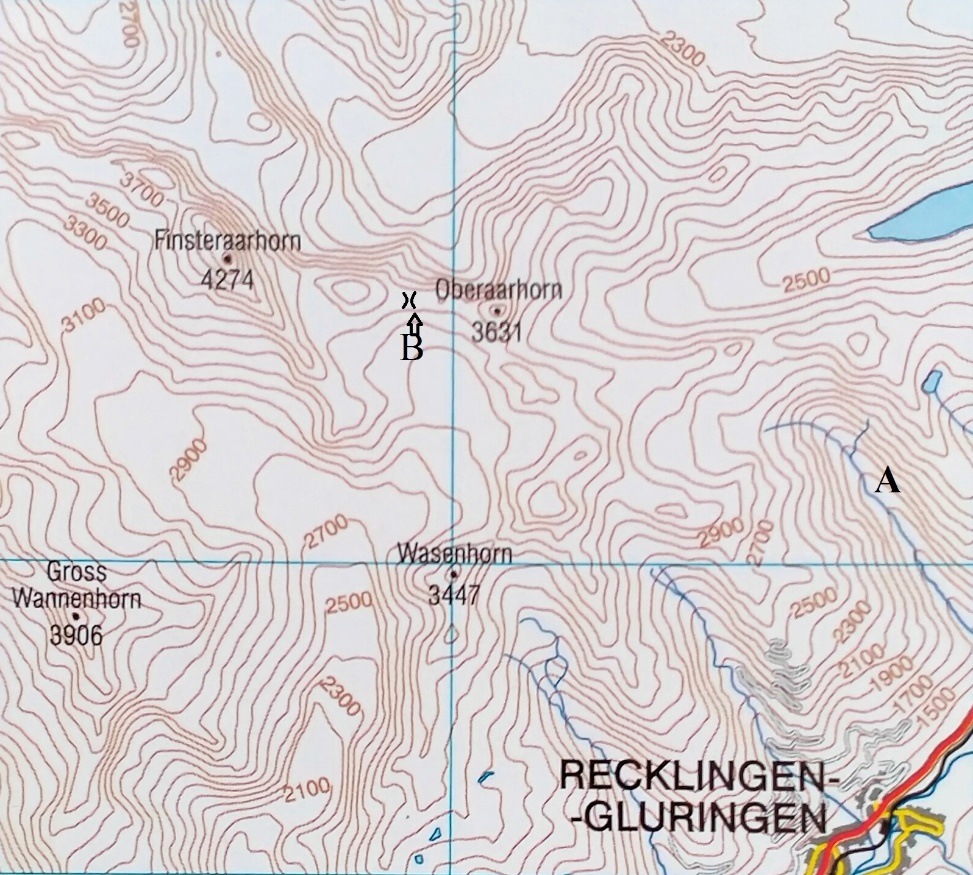 2700
2300
3700
3500
3300
Finsteraarhorn
4274
Oberaarhorn
3631
2500
3100
B
A
2900
2700
2900
2700
Wasenhorn
3447
Gross
Wannenhorn
3906
2500
2500
2300
2100
1900
1700
1500
2300
2100
RECKLINGEN-
-GLURINGEN